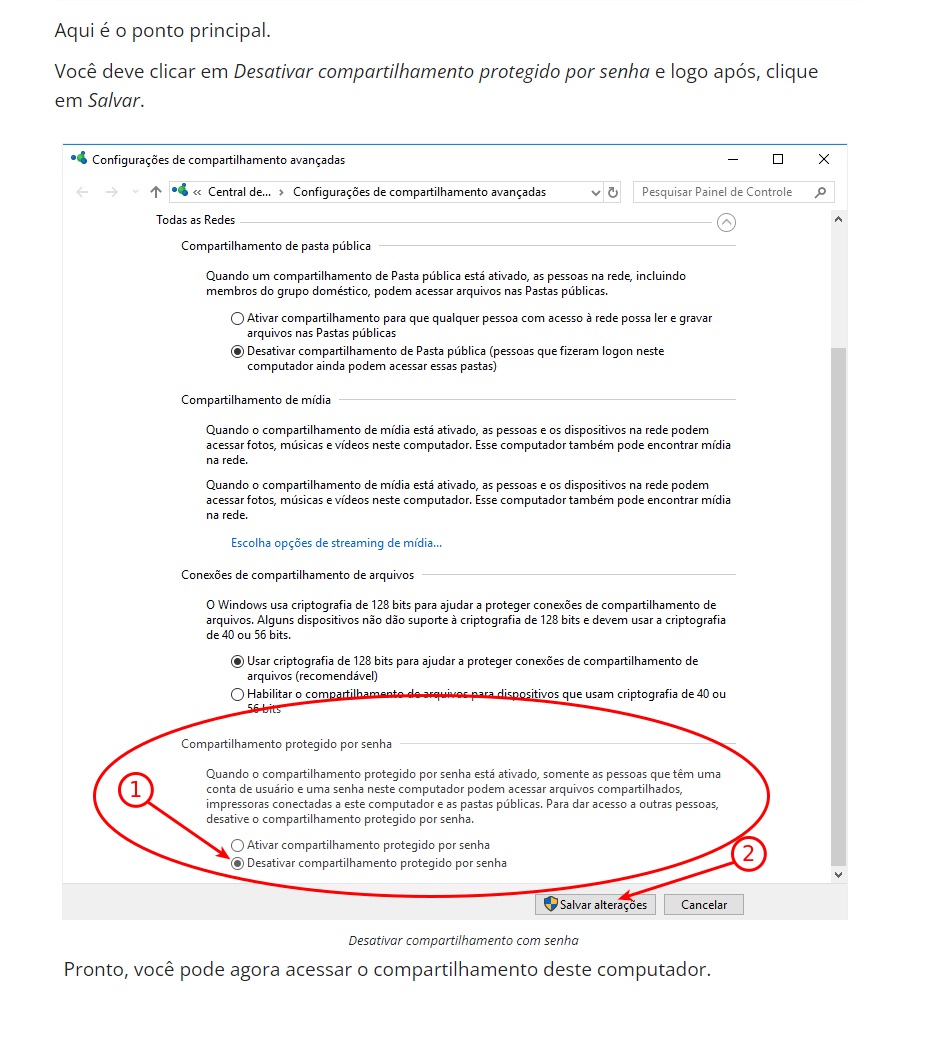 Aqui é o ponto principal.
Você deve clicar em Desativar compartilhamento protegido por senha e logo após, clique
em Salvar.
Configurações de compartilhamento avançadas
« Central de... › Configurações de compartilhamento avançadas
Pesquisar Painel de Controle
Todas as Redes
Compartilhamento de pasta pública
Quando um compartilhamento de Pasta pública está ativado, as pessoas na rede, incluindo
membros do grupo doméstico, podem acessar arquivos nas Pastas públicas.
Ativar compartilhamento para que qualquer pessoa com acesso à rede possa ler e gravar
arquivos nas Pastas públicas
Desativar compartilhamento de Pasta pública (pessoas que fizeram logon neste
computador ainda podem acessar essas pastas)
Compartilhamento de mídia
Quando o compartilhamento de mídia está ativado, as pessoas e os dispositivos na rede podem
acessar fotos, músicas e vídeos neste computador. Esse computador também pode encontrar mídia
na rede.
Quando o compartilhamento de mídia está ativado, as pessoas e os dispositivos na rede podem
acessar fotos, músicas e vídeos neste computador. Esse computador também pode encontrar mídia
na rede.
Escolha opções de streaming de mídia...
Conexões de compartilhamento de arquivos
O Windows usa criptografia de 128 bits para ajudar a proteger conexões de compartilhamento de
arquivos. Alguns dispositivos não dão suporte à criptografia de 128 bits e devem usar a criptografia
de 40 ou 56 bits.
Usar criptografia de 128 bits para ajudar a proteger conexões de compartilhamento de
arquivos (recomendável)
Habilitar o compartilhamento de arquivos para dispositivos que usam criptografia de 40 ou
56 bits
Compartilhamento protegido por senha
Quando o compartilhamento protegido por senha está ativado, somente as pessoas que têm uma
conta de usuário e uma senha neste computador podem acessar arquivos compartilhados,
impressoras conectadas a este computador e as pastas públicas. Para dar acesso a outras pessoas,
desative o compartilhamento protegido por senha.
1
Ativar compartilhamento protegido por senha
Desativar compartilhamento protegido por senha
2
Salvar alterações
Cancelar
Desativar compartilhamento com senha
Pronto, você pode agora acessar o compartilhamento deste computador.